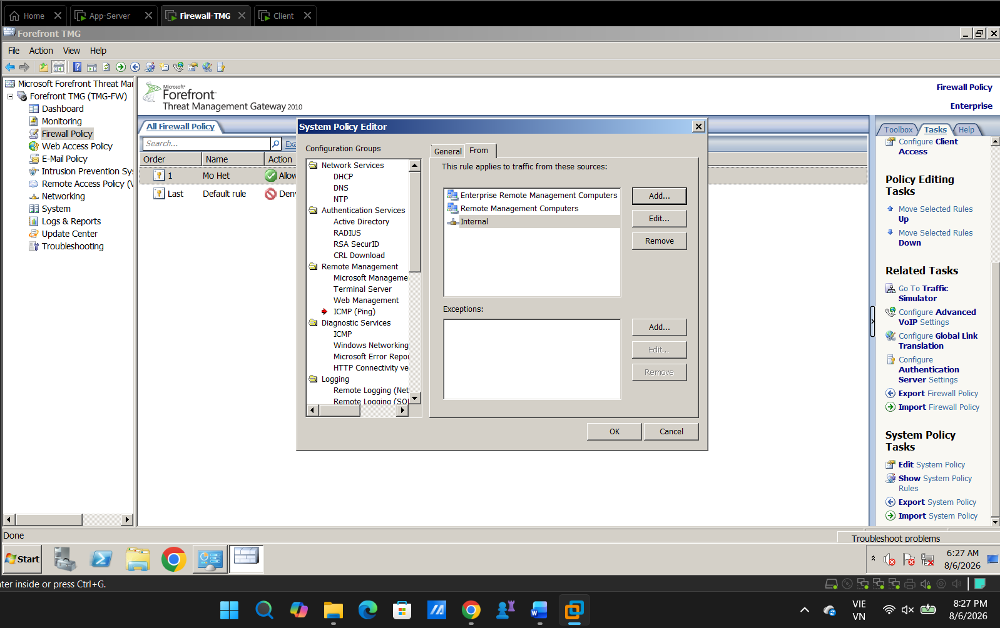 Home
App-Server
Firewall-TMG
Client
Forefront TMG
File Action View Help
Microsoft Forefront Threat Mar
Forefront TMG (TMG-FW)
Dashboard
Monitoring
Firewall Policy
Web Access Policy
E-Mail Policy
Intrusion Prevention Sy
Remote Access Policy (V
Networking
System
Logs & Reports
Update Center
Troubleshooting
Microsoft®
Forefront™
Threat Management Gateway 2010
Firewall Policy
Enterprise
All Firewall Policy
Search...
Exa
Order Name Action
1 Mo Het Allow
Last Default rule Den
System Policy Editor
Configuration Groups
Network Services
DHCP
DNS
NTP
Authentication Services
Active Directory
RADIUS
RSA SecurID
CRL Download
Remote Management
Microsoft Manageme
Terminal Server
Web Management
ICMP (Ping)
Diagnostic Services
ICMP
Windows Networking
Microsoft Error Repor
HTTP Connectivity ve
Logging
Remote Logging (Net
Remote Logging (SQL
General From
This rule applies to traffic from these sources:
Enterprise Remote Management Computers
Remote Management Computers
Internal
Add...
Edit...
Remove
Exceptions:
Add...
Edit...
Remove
OK Cancel
Toolbox Tasks Help
Configure Client
Access
Policy Editing
Tasks
Move Selected Rules
Up
Move Selected Rules
Down
Related Tasks
Go To Traffic
Simulator
Configure Advanced
VoIP Settings
Configure Global Link
Translation
Configure
Authentication
Server Settings
Export Firewall Policy
Import Firewall Policy
System Policy
Tasks
Edit System Policy
Show System Policy
Rules
Export System Policy
Import System Policy
Done
Troubleshoot problems
Start
6:27 AM
8/6/2026
ter inside or press Ctrl+G.
VIE
VN
8:27 PM
8/6/2026